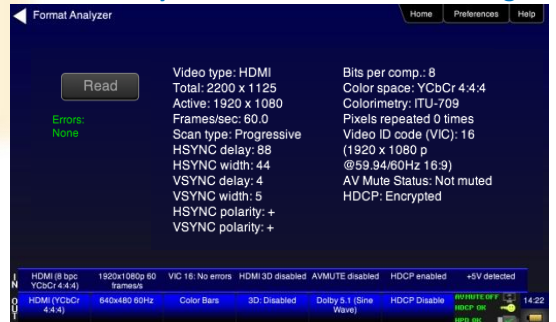 Format Analyzer
Home
Preferences
Help
Read
Errors:
None
Video type: HDMI
Total: 2200 x 1125
Active: 1920 x 1080
Frames/sec: 60.0
Scan type: Progressive
HSYNC delay: 88
HSYNC width: 44
VSYNC delay: 4
VSYNC width: 5
HSYNC polarity: +
VSYNC polarity: +
Bits per comp.: 8
Color space: YCbCr 4:4:4
Colorimetry: ITU-709
Pixels repeated 0
times
Video ID code (VIC): 16
(1920 x 1080 p
@59.94/60Hz 16:9)
AV Mute Status: Not
muted
HDCP: Encrypted
IN
HDMI (8 bpc
YCbCr 4:4:4)
1920x1080p 60
frames/s
VIC 16: No errors
HDMI 3D disabled
AVMUTE disabled
HDCP enabled
+5V detected
OUT
HDMI (YCbCr
4:4:4)
640x480 60Hz
Color Bars
3D: Disabled
Dolby 5.1 (Sine
Wave)
HDCP Disable
AVMUTE OFF
HDCP OK
HPD OK
14:22